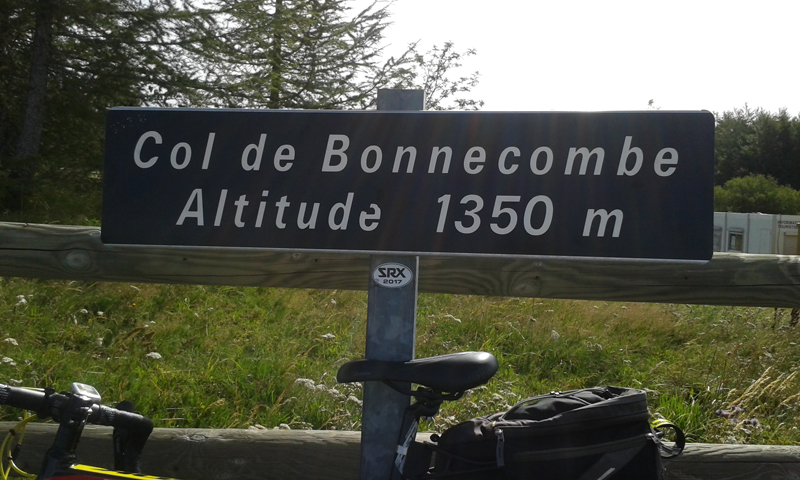 Col de Bonnecombe
Altitude 1350 m
SRX
2017